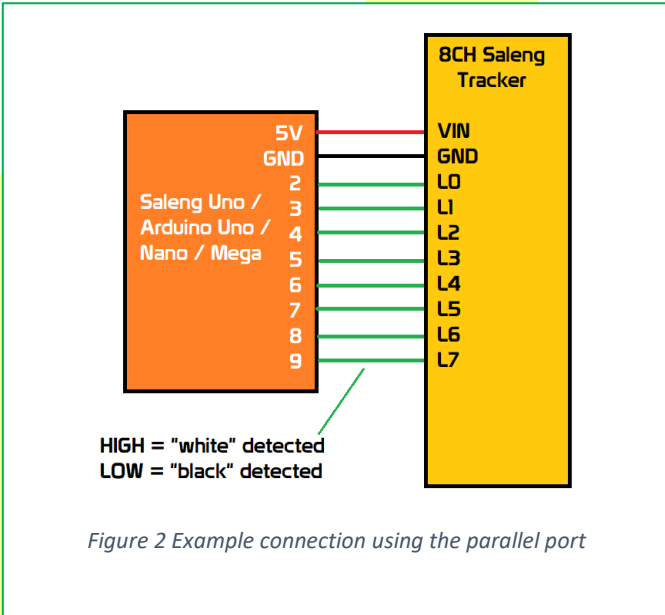 8CH Saleng
Tracker
5V
GND
2
3
4
5
6
7
8
9
Saleng Uno /
Arduino Uno /
Nano / Mega
VIN
GND
L0
L1
L2
L3
L4
L5
L6
L7
HIGH = "white" detected
LOW = "black" detected
Figure 2 Example connection using the parallel port